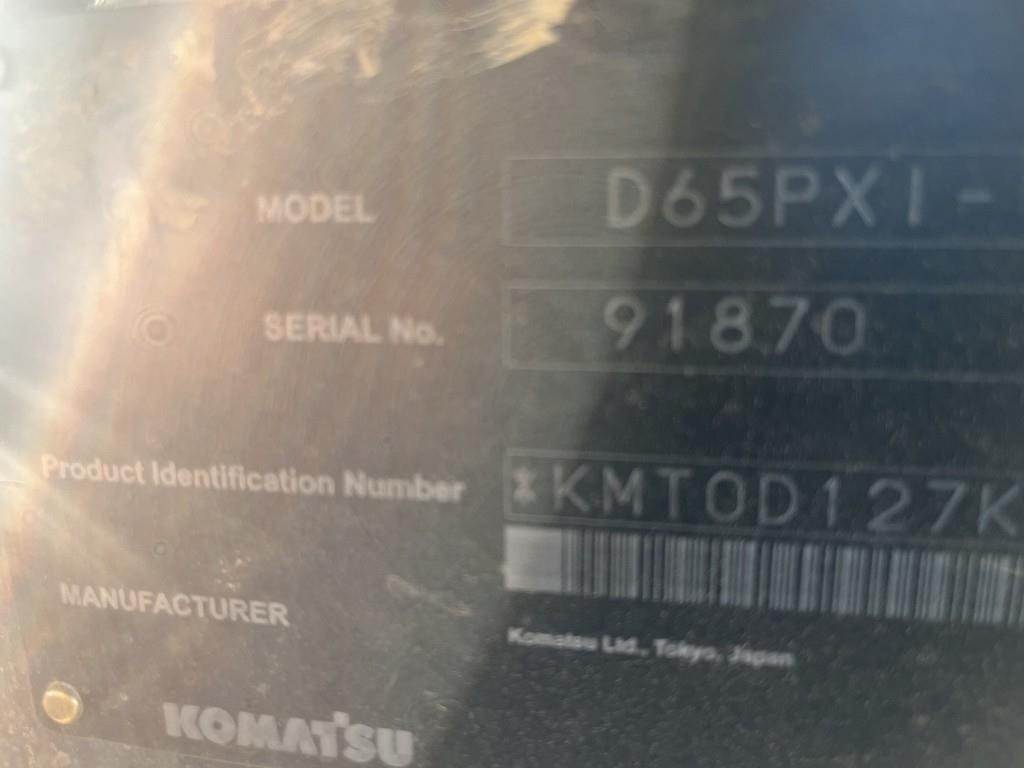 MODEL D65PXI-
SERIAL No. 91870
Product Identification Number *KMT0D127K
MANUFACTURER
Komatsu Ltd., Tokyo, Japan
KOMATSU